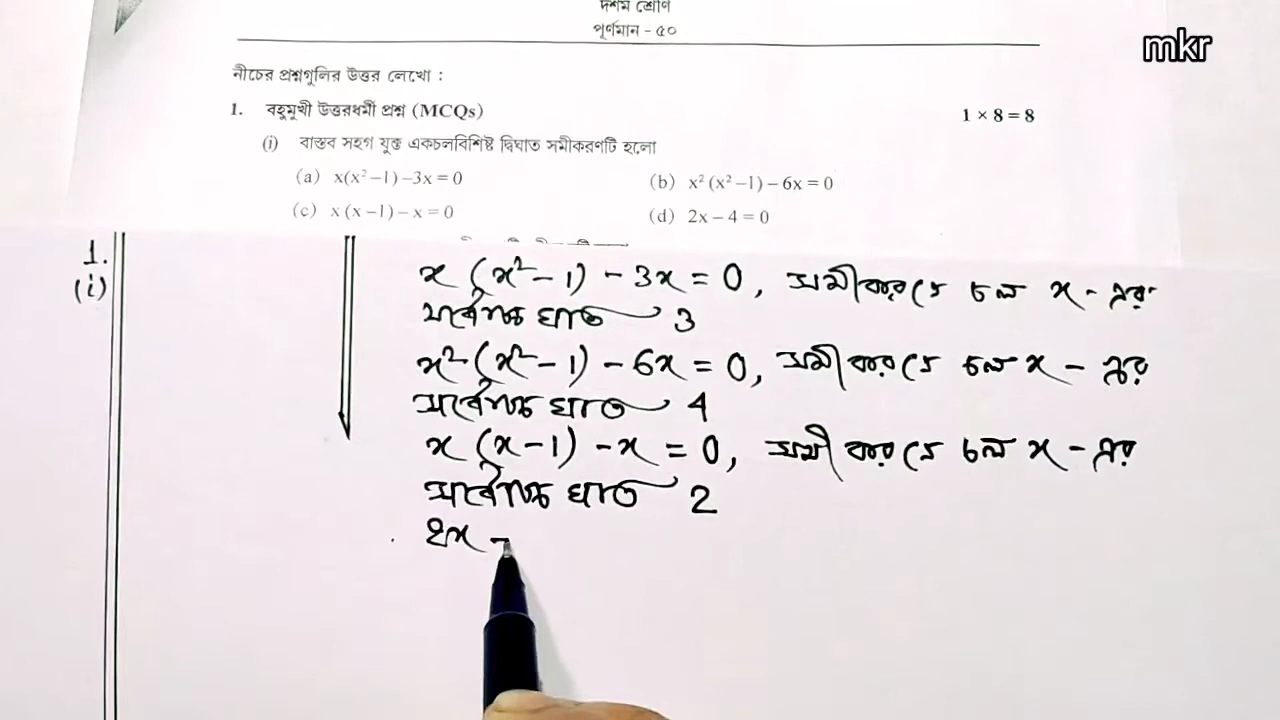 দশম শ্রেণি
পূর্ণমান - ৫০
mkr
নীচের প্রশ্নগুলির উত্তর লেখো :
1. বহুমুখী উত্তরধর্মী প্রশ্ন (MCQs) 1 × 8 = 8
(i) বাস্তব সহগ যুক্ত একচলবিশিষ্ট দ্বিঘাত সমীকরণটি হলো
(a) x(x²−1)−3x = 0 (b) x² (x²−1) − 6x = 0
(c) x (x −1) − x = 0 (d) 2x − 4 = 0
1.
(i)
x (x² − 1) − 3x = 0, সমীকরণে চল x - এর
সর্বোচ্চ ঘাত 3
x² (x² − 1) − 6x = 0, সমীকরণে চল x - এর
সর্বোচ্চ ঘাত 4
x (x − 1) − x = 0, সমীকরণে চল x - এর
সর্বোচ্চ ঘাত 2
2x −